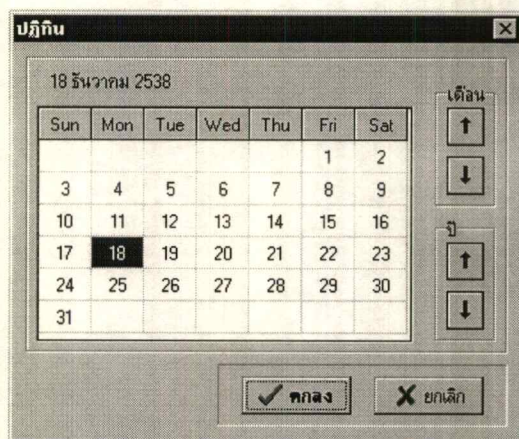 ปฏิทิน
18 ธันวาคม 2538
เดือน
Sun Mon Tue Wed Thu Fri Sat
1 2
3 4 5 6 7 8 9
10 11 12 13 14 15 16
ปี
17 18 19 20 21 22 23
24 25 26 27 28 29 30
31
ตกลง ยกเลิก